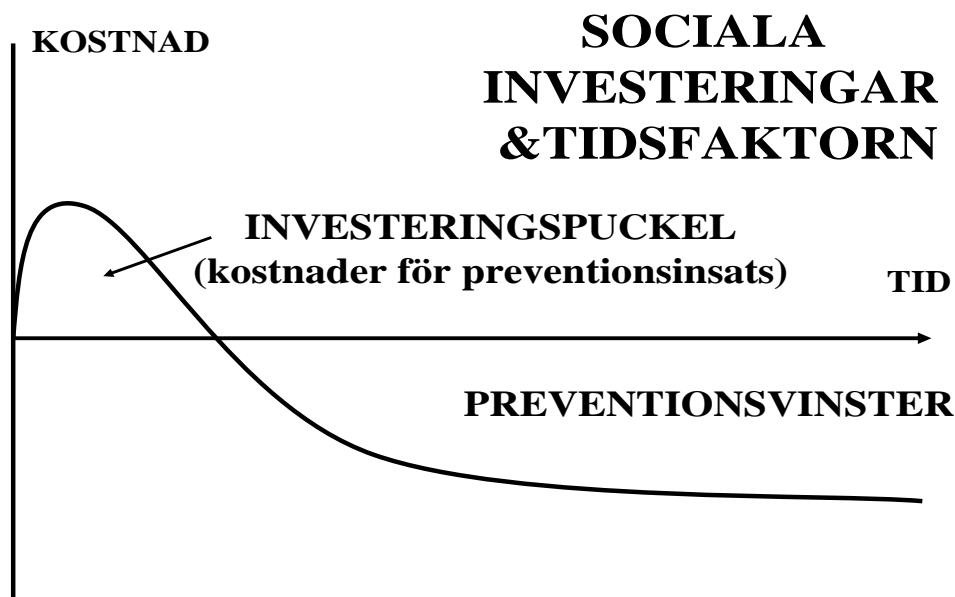 KOSTNAD
SOCIALA
INVESTERINGAR
&TIDSFAKTORN
INVESTERINGSPUCKEL
(kostnader för preventionsinsats)
TID
PREVENTIONSVINSTER